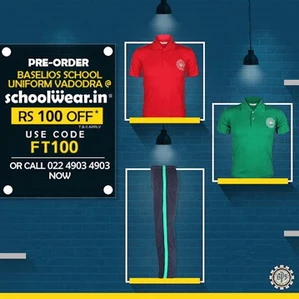 PRE-ORDER
BASELIOS SCHOOL
UNIFORM VADODRA @
schoolwear.in®
RS 100 OFF*
T & C APPLY
USE CODE
FT100
OR CALL 022 4903 4903
NOW